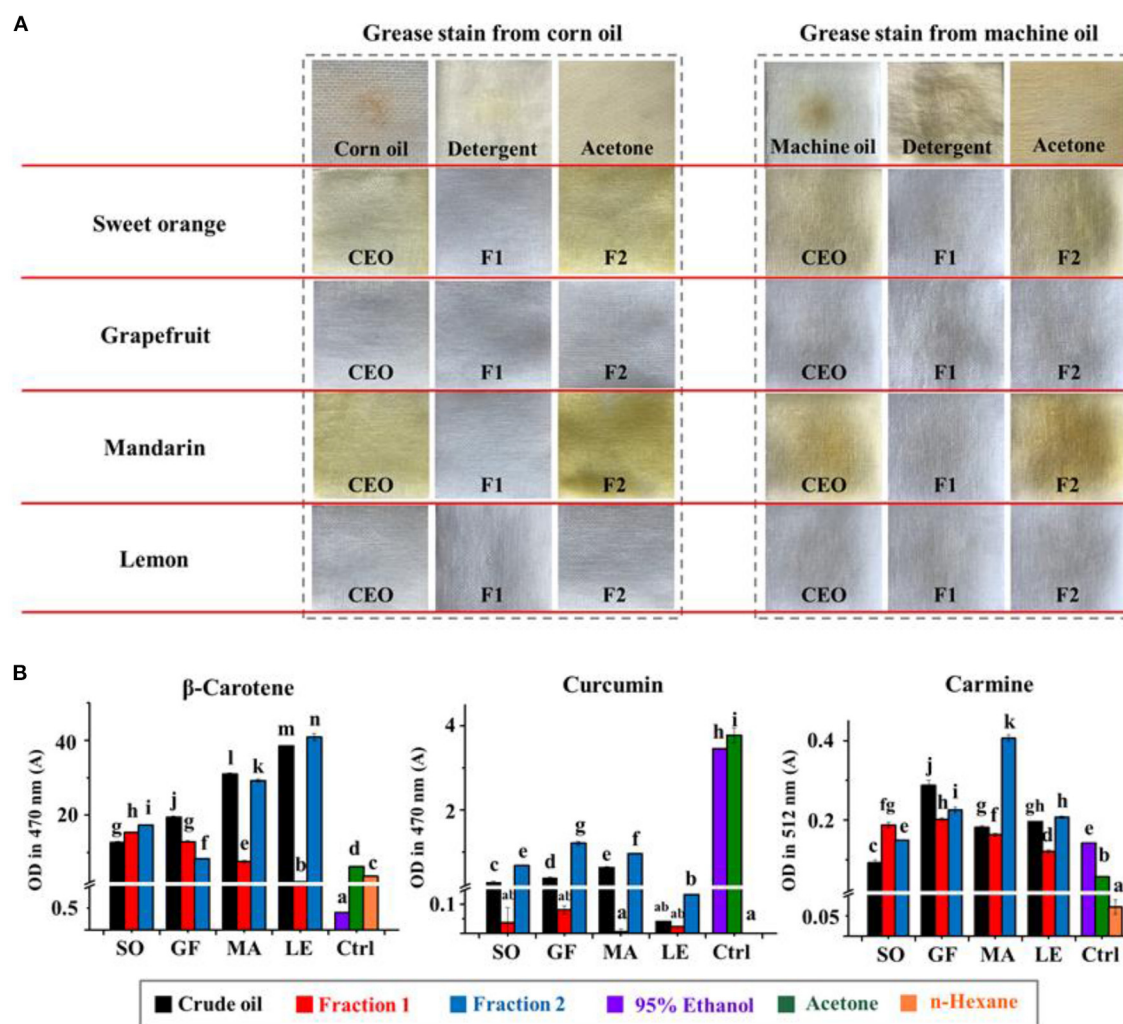 A
Grease stain from corn oil
Grease stain from machine oil
Corn oil
Detergent
Acetone
Machine oil
Detergent
Acetone
Sweet orange
CEO
F1
F2
CEO
F1
F2
Grapefruit
CEO
F1
F2
CEO
F1
F2
Mandarin
CEO
F1
F2
CEO
F1
F2
Lemon
CEO
F1
F2
CEO
F1
F2
B
β-Carotene
OD in 470 nm (A)
40
20
0.5
g
h
i
j
g
f
l
e
k
m
b
n
a
d
c
SO
GF
MA
LE
Ctrl
Curcumin
OD in 470 nm (A)
4
2
0.1
c
ab
e
d
ab
g
e
a
f
ab
ab
b
h
i
a
SO
GF
MA
LE
Ctrl
Carmine
OD in 512 nm (A)
0.4
0.2
0.05
c
fg
e
j
h
i
g
f
k
gh
d
h
e
b
a
SO
GF
MA
LE
Ctrl
Crude oil
Fraction 1
Fraction 2
95% Ethanol
Acetone
n-Hexane